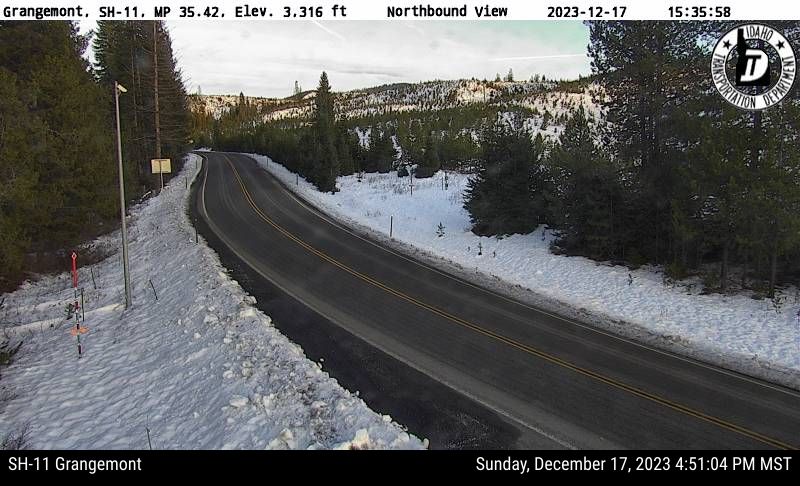 Grangemont, SH-11, MP 35.42, Elev. 3,316 ft Northbound View 2023-12-17 15:35:58
IDAHO
TRANSPORTATION DEPARTMENT
SH-11 Grangemont Sunday, December 17, 2023 4:51:04 PM MST